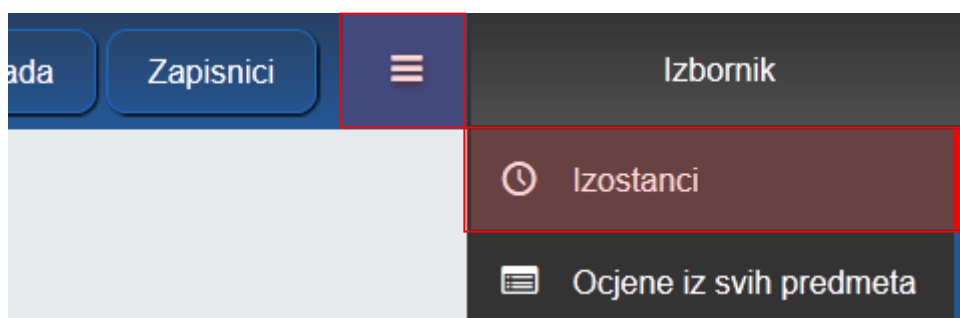 ada
Zapisnici
Izbornik
Izostanci
Ocjene iz svih predmeta